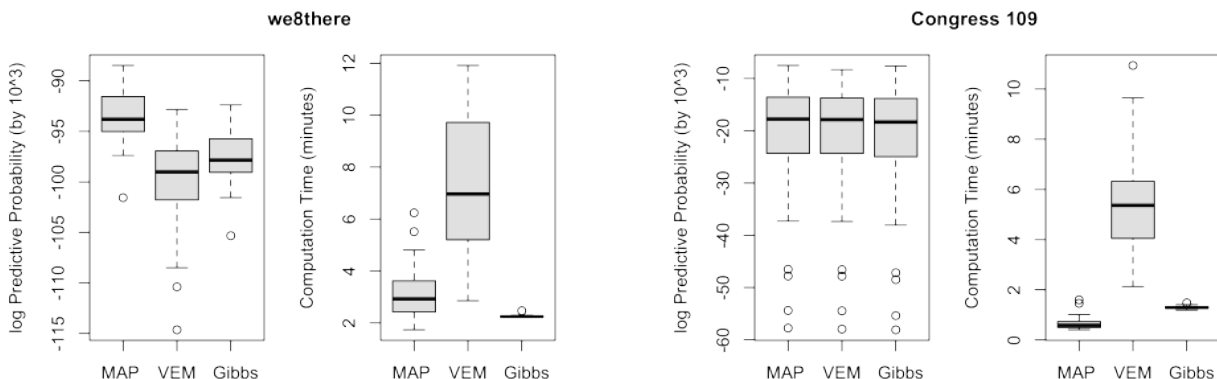 we8there
Congress 109
log Predictive Probability (by 10^3)
-90
-95
-100
-105
-110
-115
MAP VEM Gibbs
Computation Time (minutes)
12
10
8
6
4
2
MAP VEM Gibbs
log Predictive Probability (by 10^3)
-10
-20
-30
-40
-50
-60
MAP VEM Gibbs
Computation Time (minutes)
10
8
6
4
2
0
MAP VEM Gibbs